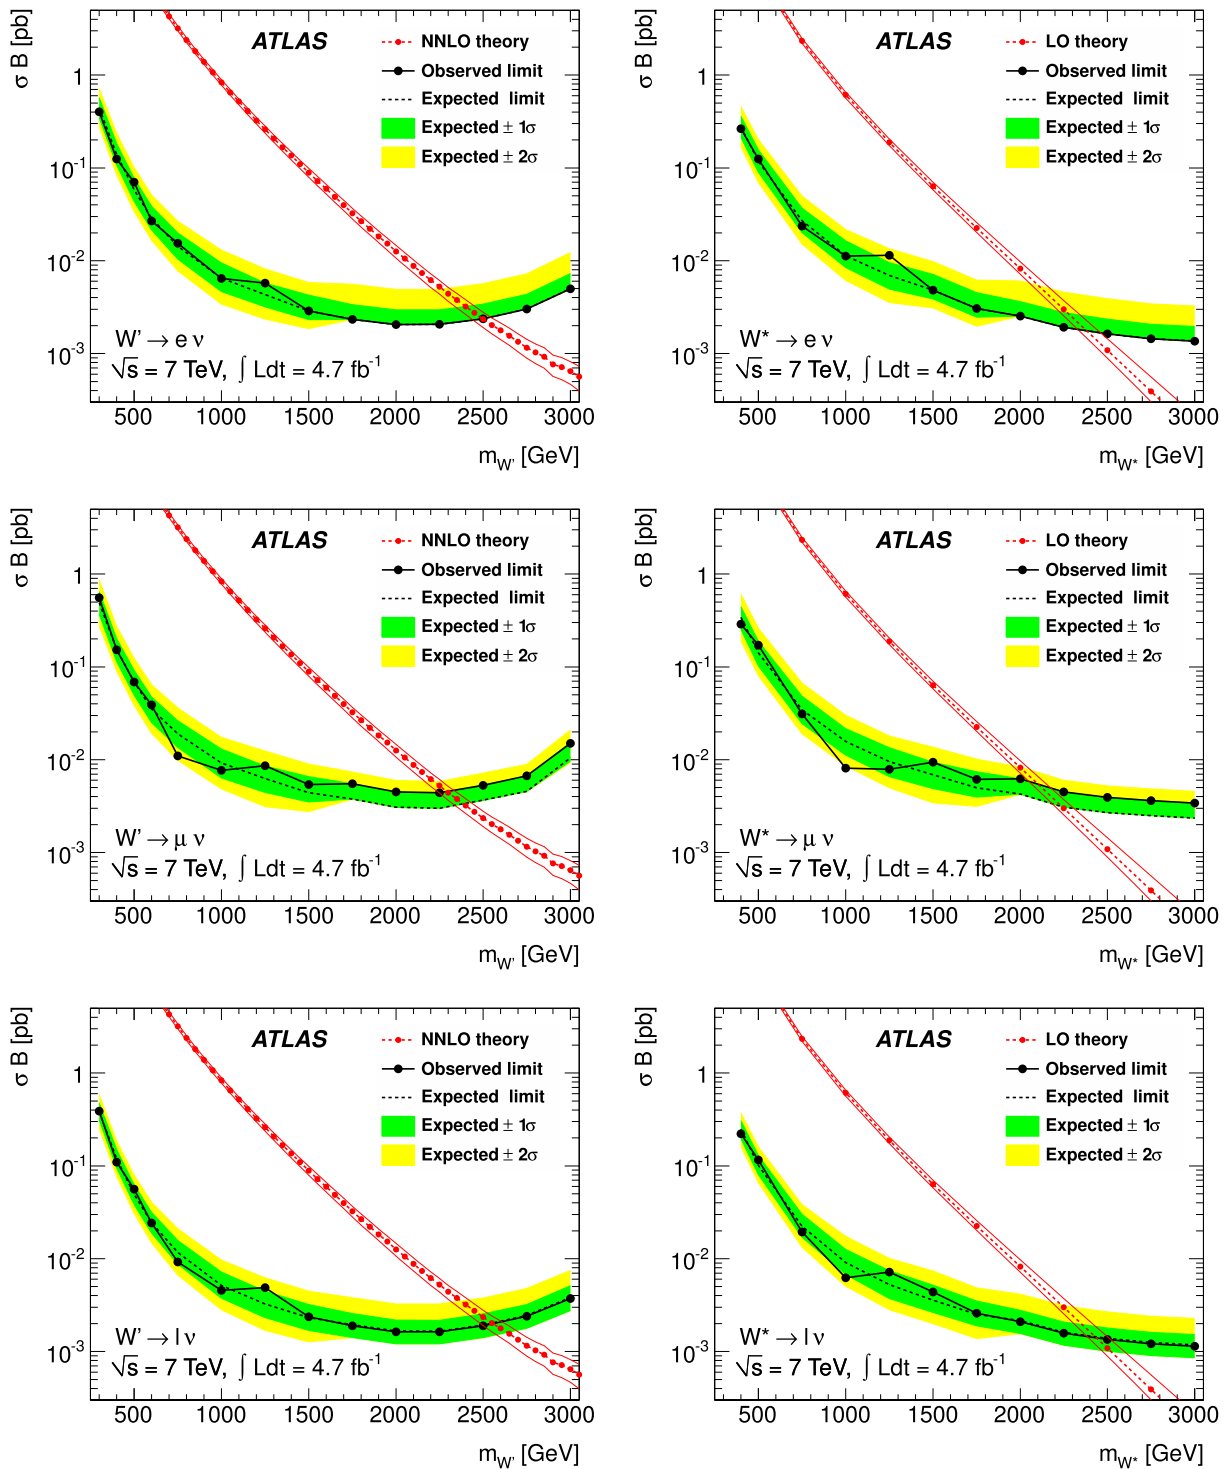 σ B [pb]
ATLAS
NNLO theory
Observed limit
Expected limit
Expected ± 1σ
Expected ± 2σ
1
10⁻¹
10⁻²
10⁻³
W' → e ν
√s = 7 TeV, ∫ Ldt = 4.7 fb⁻¹
500 1000 1500 2000 2500 3000
m_W' [GeV]
σ B [pb]
ATLAS
LO theory
Observed limit
Expected limit
Expected ± 1σ
Expected ± 2σ
1
10⁻¹
10⁻²
10⁻³
W* → e ν
√s = 7 TeV, ∫ Ldt = 4.7 fb⁻¹
500 1000 1500 2000 2500 3000
m_W* [GeV]
σ B [pb]
ATLAS
NNLO theory
Observed limit
Expected limit
Expected ± 1σ
Expected ± 2σ
1
10⁻¹
10⁻²
10⁻³
W' → μ ν
√s = 7 TeV, ∫ Ldt = 4.7 fb⁻¹
500 1000 1500 2000 2500 3000
m_W' [GeV]
σ B [pb]
ATLAS
LO theory
Observed limit
Expected limit
Expected ± 1σ
Expected ± 2σ
1
10⁻¹
10⁻²
10⁻³
W* → μ ν
√s = 7 TeV, ∫ Ldt = 4.7 fb⁻¹
500 1000 1500 2000 2500 3000
m_W* [GeV]
σ B [pb]
ATLAS
NNLO theory
Observed limit
Expected limit
Expected ± 1σ
Expected ± 2σ
1
10⁻¹
10⁻²
10⁻³
W' → l ν
√s = 7 TeV, ∫ Ldt = 4.7 fb⁻¹
500 1000 1500 2000 2500 3000
m_W' [GeV]
σ B [pb]
ATLAS
LO theory
Observed limit
Expected limit
Expected ± 1σ
Expected ± 2σ
1
10⁻¹
10⁻²
10⁻³
W* → l ν
√s = 7 TeV, ∫ Ldt = 4.7 fb⁻¹
500 1000 1500 2000 2500 3000
m_W* [GeV]